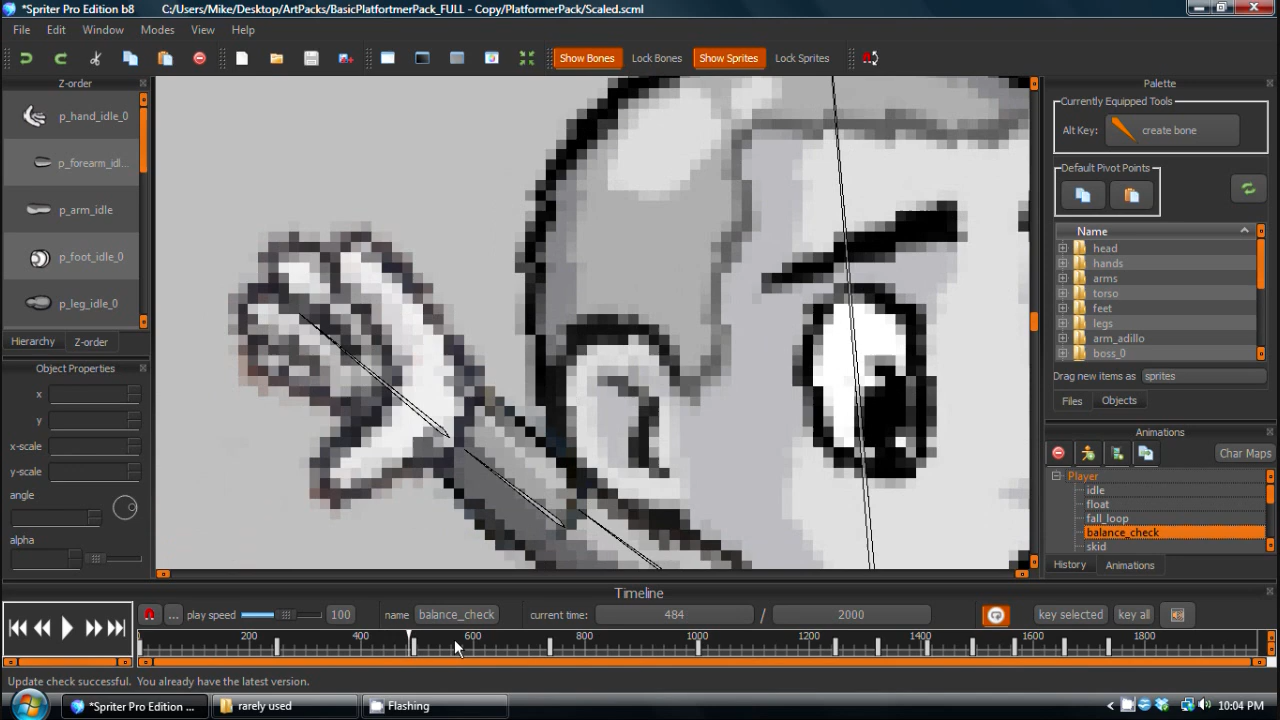 *Spriter Pro Edition b8 C:/Users/Mike/Desktop/ArtPacks/BasicPlatfortmerPack_FULL - Copy/PlatformerPack/Scaled.scml
File Edit Window Modes View Help
Show Bones Lock Bones Show Sprites Lock Sprites
Z-order
p_hand_idle_0
p_forearm_idl...
p_arm_idle
p_foot_idle_0
p_leg_idle_0
Hierarchy Z-order
Object Properties
x
y
x-scale
y-scale
angle
alpha
Palette
Currently Equipped Tools
Alt Key: create bone
Default Pivot Points
Name
head
hands
arms
torso
feet
legs
arm_adillo
boss_0
Drag new items as sprites
Files Objects
Animations
Char Maps
Player
idle
float
fall_loop
balance_check
skid
History Animations
Timeline
... play speed 100 name balance_check current time: 484 / 2000 key selected key all
200 400 600 800 1000 1200 1400 1600 1800
Update check successful. You already have the latest version.
*Spriter Pro Edition ... rarely used Flashing 10:04 PM